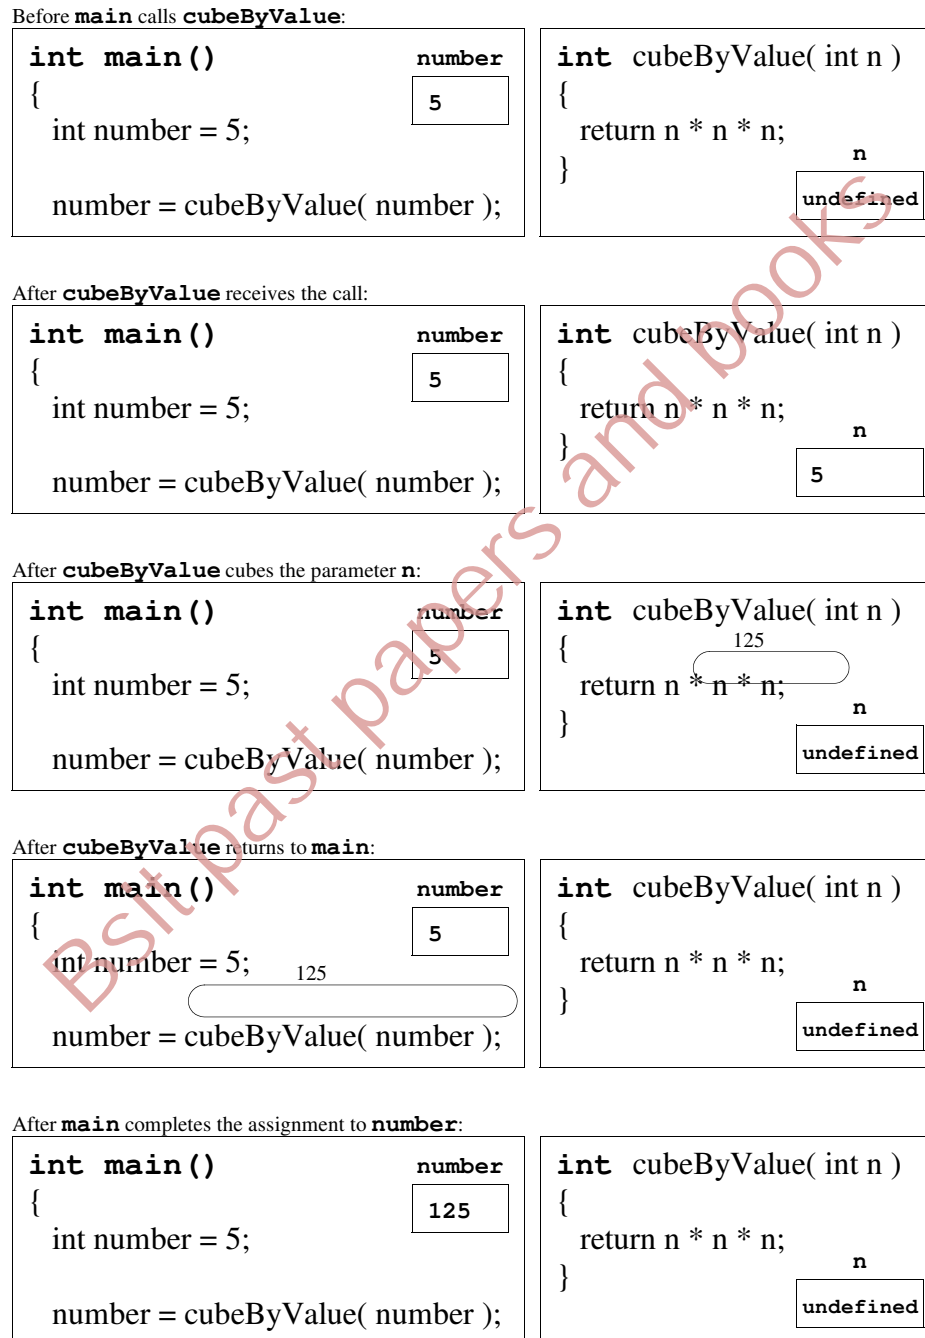 Before main calls cubeByValue:
int main()
number
{
5
int number = 5;
number = cubeByValue( number );
int cubeByValue( int n )
{
return n * n * n;
}
n
undefined
After cubeByValue receives the call:
int main()
number
{
5
int number = 5;
number = cubeByValue( number );
int cubeByValue( int n )
{
return n * n * n;
}
n
5
After cubeByValue cubes the parameter n:
int main()
number
{
5
int number = 5;
number = cubeByValue( number );
int cubeByValue( int n )
{
125
return n * n * n;
}
n
undefined
After cubeByValue returns to main:
int main()
number
{
5
int number = 5;
125
number = cubeByValue( number );
int cubeByValue( int n )
{
return n * n * n;
}
n
undefined
After main completes the assignment to number:
int main()
number
{
125
int number = 5;
number = cubeByValue( number );
int cubeByValue( int n )
{
return n * n * n;
}
n
undefined
Bsit past papers and books